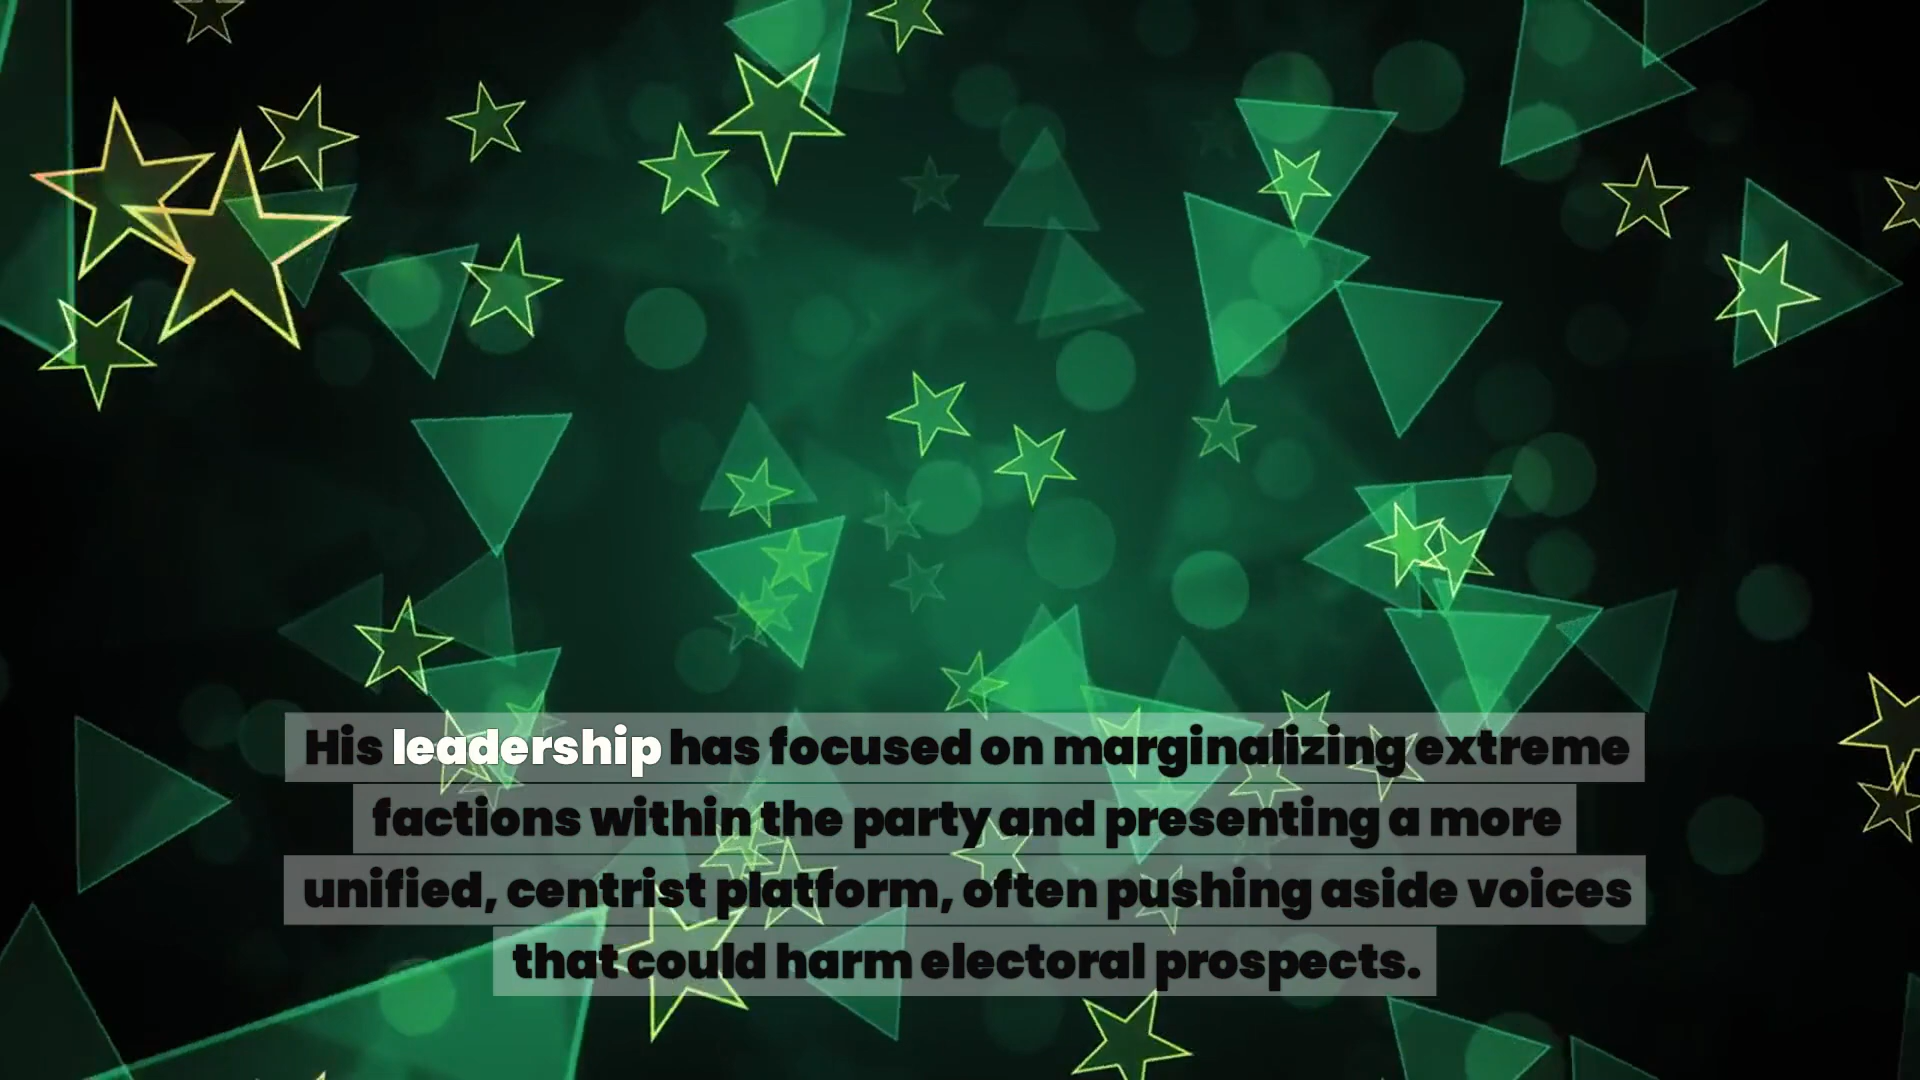 His leadership has focused on marginalizing extreme
factions within the party and presenting a more
unified, centrist platform, often pushing aside voices
that could harm electoral prospects.